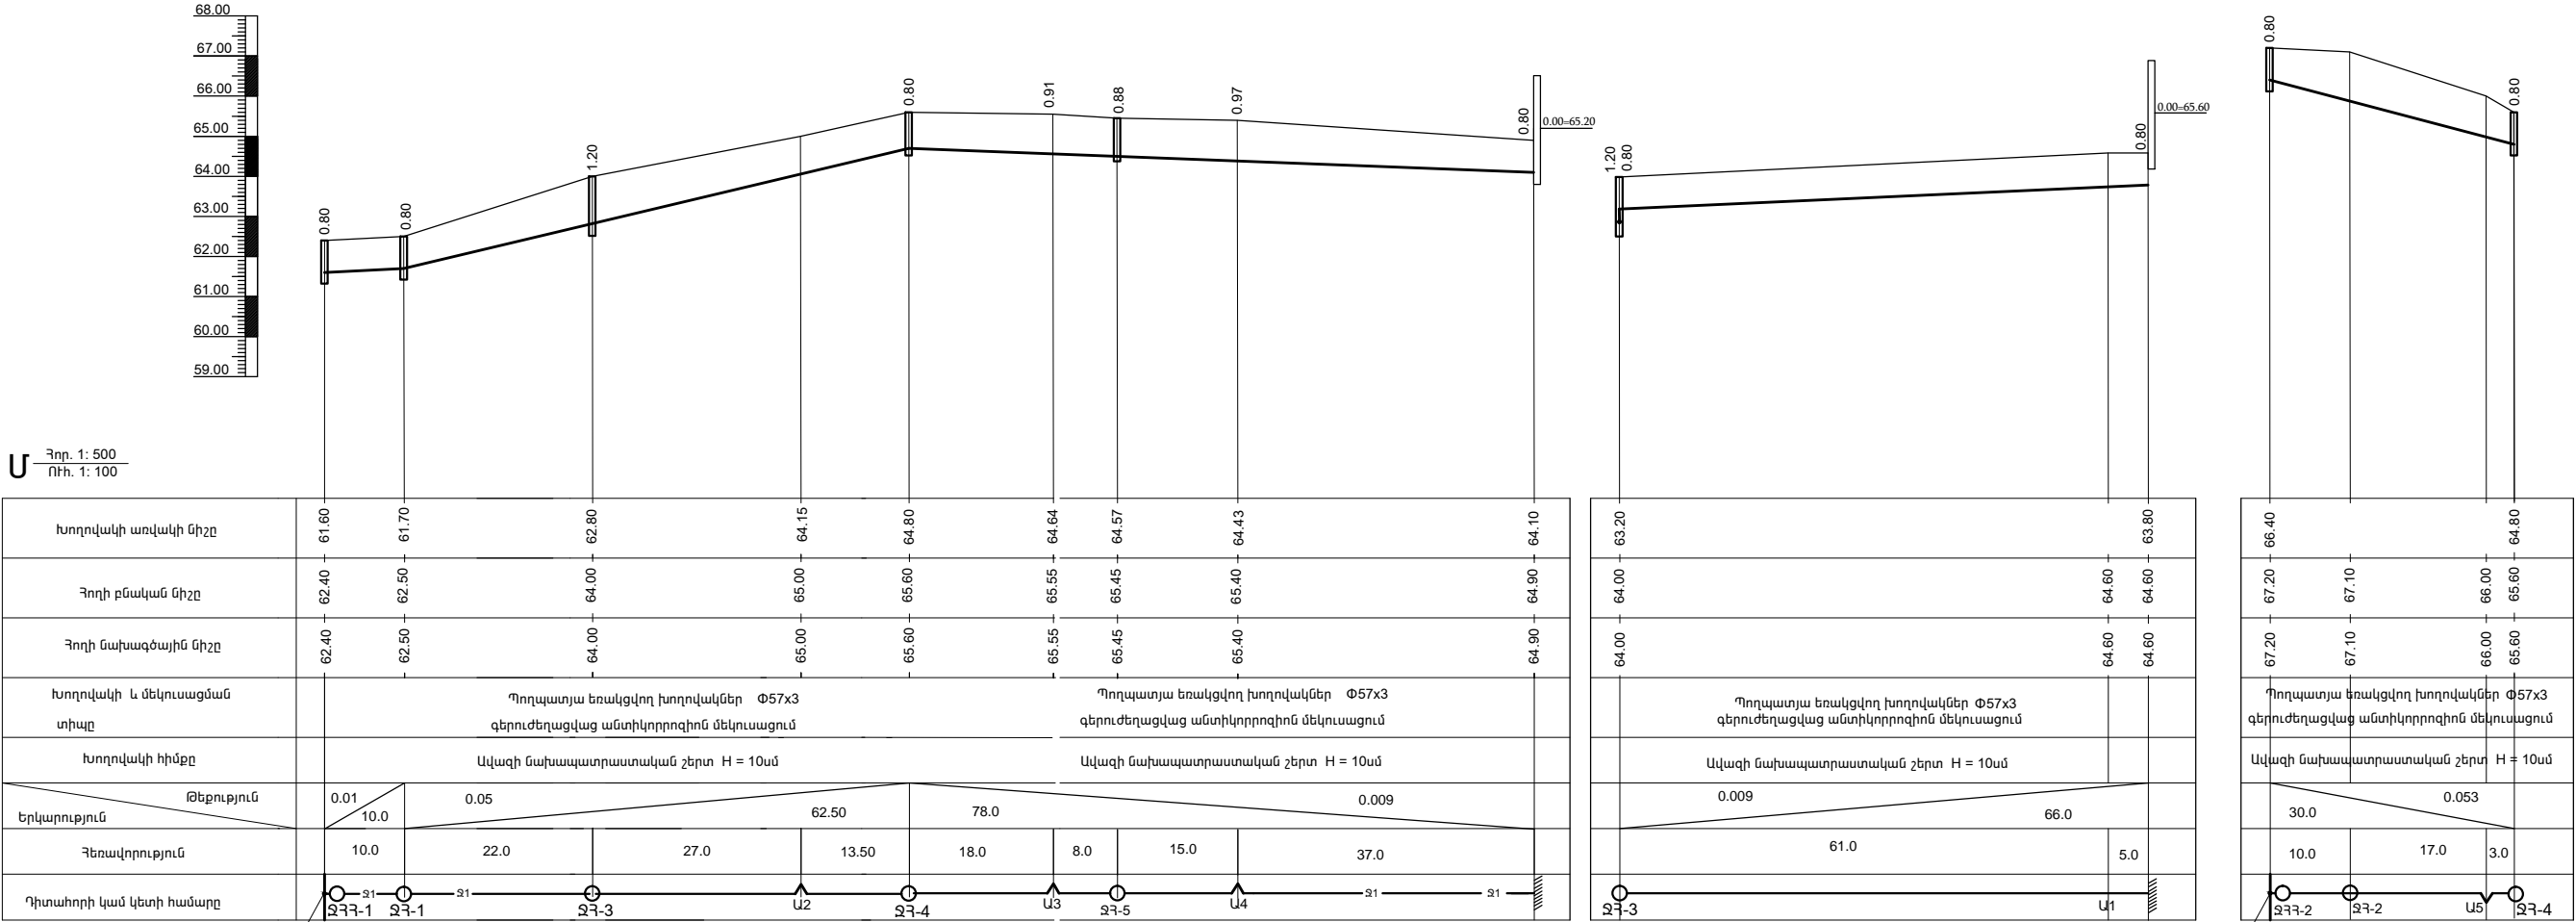 68.00
67.00
66.00
65.00
64.00
63.00
62.00
61.00
60.00
59.00
0.80
0.80
1.20
0.80
0.91
0.88
0.97
0.80
0.00=65.20
1.20
0.80
0.80
0.00=65.60
0.80
0.80
Մ Հոր. 1: 500
Ուհ. 1: 100
Խողովակի առվակի նիշը 61.60 61.70 62.80 64.15 64.80 64.64 64.57 64.43 64.10 63.20 63.80 66.40 64.80
Հողի բնական նիշը 62.40 62.50 64.00 65.00 65.60 65.55 65.45 65.40 64.90 64.00 64.60 64.60 67.20 67.10 66.00 65.60
Հողի նախագծային նիշը 62.40 62.50 64.00 65.00 65.60 65.55 65.45 65.40 64.90 64.00 64.60 64.60 67.20 67.10 66.00 65.60
Խողովակի և մեկուսացման
տիպը
Պողպատյա եռակցվող խողովակներ Փ57x3
գերուժեղացված անտիկորրոզիոն մեկուսացում
Պողպատյա եռակցվող խողովակներ Փ57x3
գերուժեղացված անտիկորրոզիոն մեկուսացում
Պողպատյա եռակցվող խողովակներ Փ57x3
գերուժեղացված անտիկորրոզիոն մեկուսացում
Պողպատյա եռակցվող խողովակներ Փ57x3
գերուժեղացված անտիկորրոզիոն մեկուսացում
Խողովակի հիմքը Ավազի նախապատրաստական շերտ H = 10սմ Ավազի նախապատրաստական շերտ H = 10սմ Ավազի նախապատրաստական շերտ H = 10սմ Ավազի նախապատրաստական շերտ H = 10սմ
Թեքություն 0.01 0.05 0.009 0.009 0.053
Երկարություն 10.0 62.50 78.0 66.0 30.0
Հեռավորություն 10.0 22.0 27.0 13.50 18.0 8.0 15.0 37.0 61.0 5.0 10.0 17.0 3.0
Դիտահորի կամ կետի համարը
Ջ1 Ջ1 Ջ1 Ջ1
ՋՀՀ-1 ՋՀ-1 ՋՀ-3 Ա2 ՋՀ-4 Ա3 ՋՀ-5 Ա4 ՋՀ-3 Ա1 ՋՀՀ-2 ՋՀ-2 Ա5 ՋՀ-4